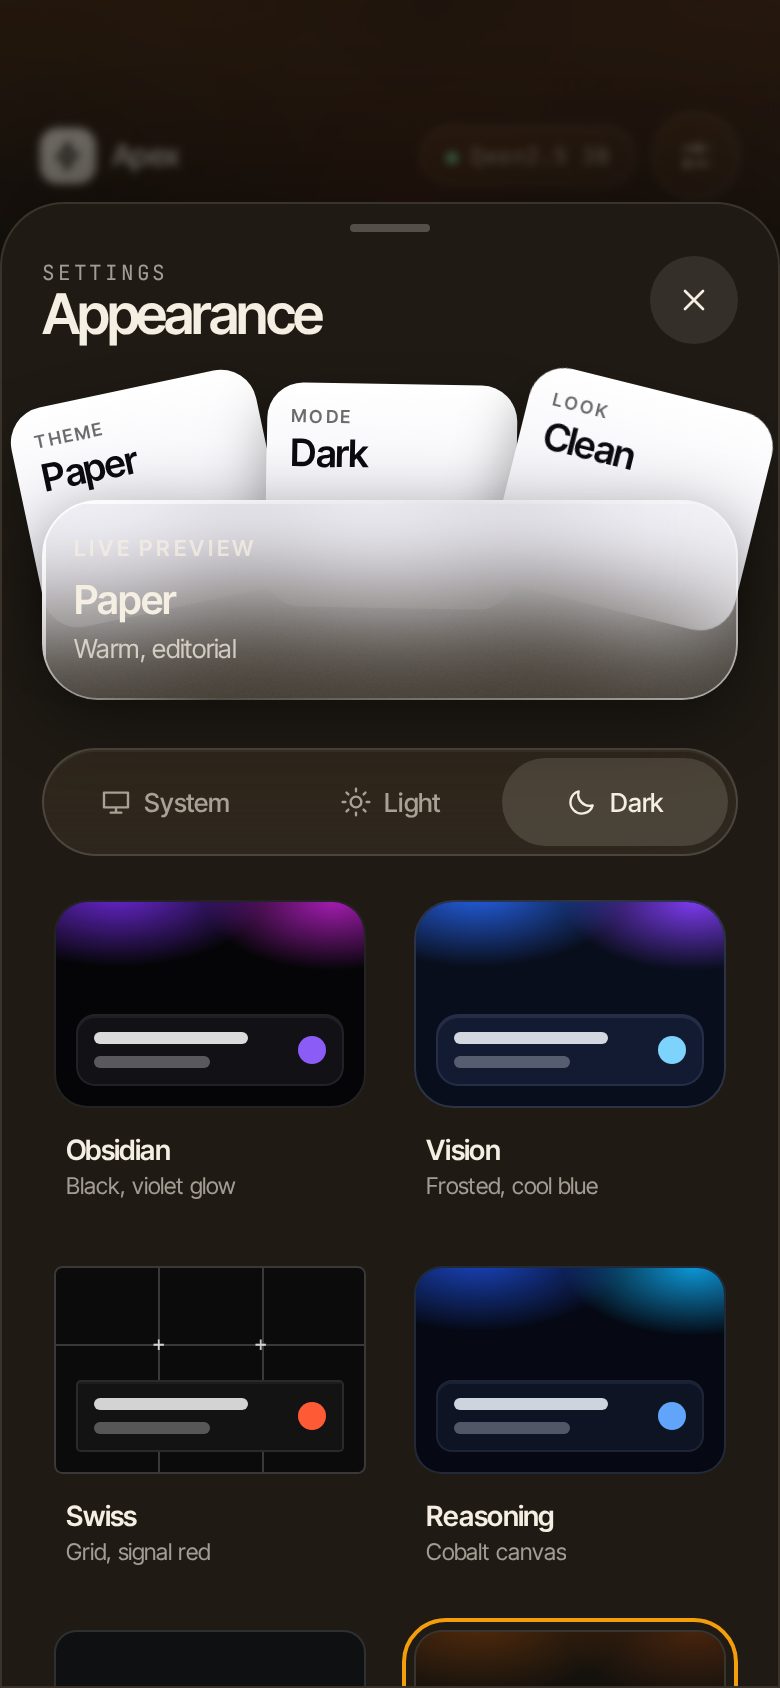 Apex
SETTINGS
Appearance
THEME
Paper
MODE
Dark
LOOK
Clean
LIVE PREVIEW
Paper
Warm, editorial
System
Light
Dark
Obsidian
Black, violet glow
Vision
Frosted, cool blue
Swiss
Grid, signal red
Reasoning
Cobalt canvas